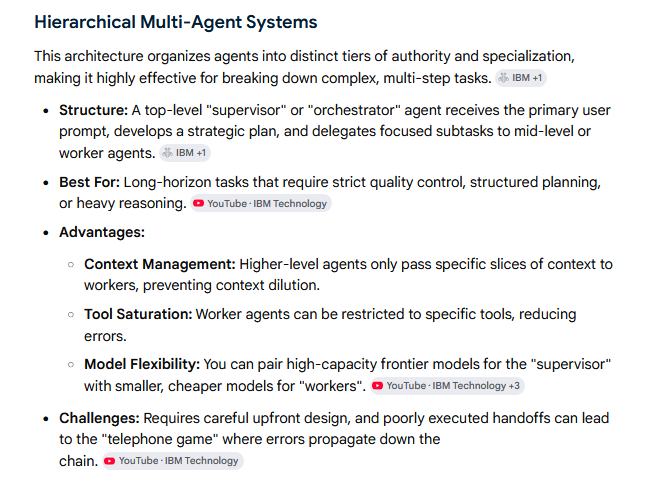 Hierarchical Multi-Agent Systems
This architecture organizes agents into distinct tiers of authority and specialization,
making it highly effective for breaking down complex, multi-step tasks. IBM +1
• Structure: A top-level "supervisor" or "orchestrator" agent receives the primary user
prompt, develops a strategic plan, and delegates focused subtasks to mid-level or
worker agents. IBM +1
• Best For: Long-horizon tasks that require strict quality control, structured planning,
or heavy reasoning. YouTube · IBM Technology
• Advantages:
○ Context Management: Higher-level agents only pass specific slices of context to
workers, preventing context dilution.
○ Tool Saturation: Worker agents can be restricted to specific tools, reducing
errors.
○ Model Flexibility: You can pair high-capacity frontier models for the "supervisor"
with smaller, cheaper models for "workers". YouTube · IBM Technology +3
• Challenges: Requires careful upfront design, and poorly executed handoffs can lead
to the "telephone game" where errors propagate down the
chain. YouTube · IBM Technology